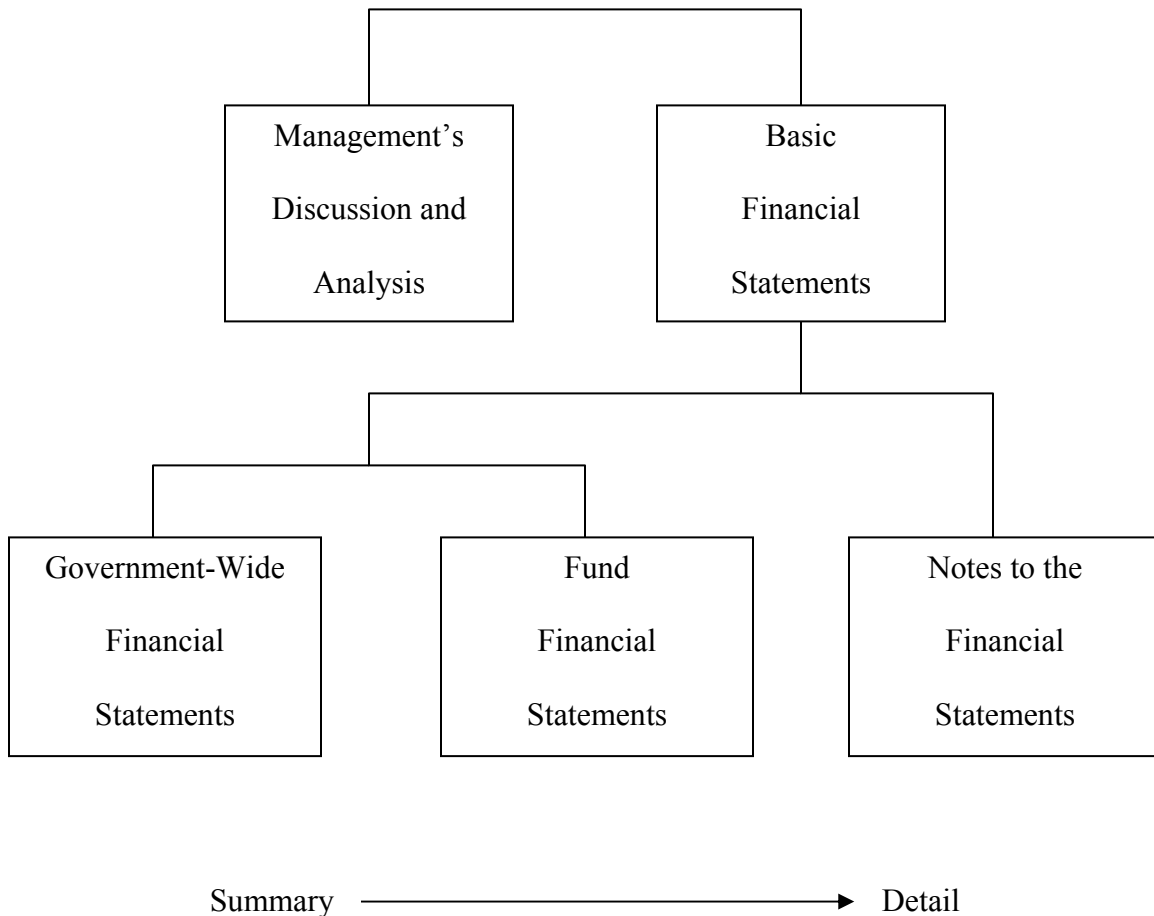 Management’s
Discussion and
Analysis
Basic
Financial
Statements
Government-Wide
Financial
Statements
Fund
Financial
Statements
Notes to the
Financial
Statements
Summary
Detail